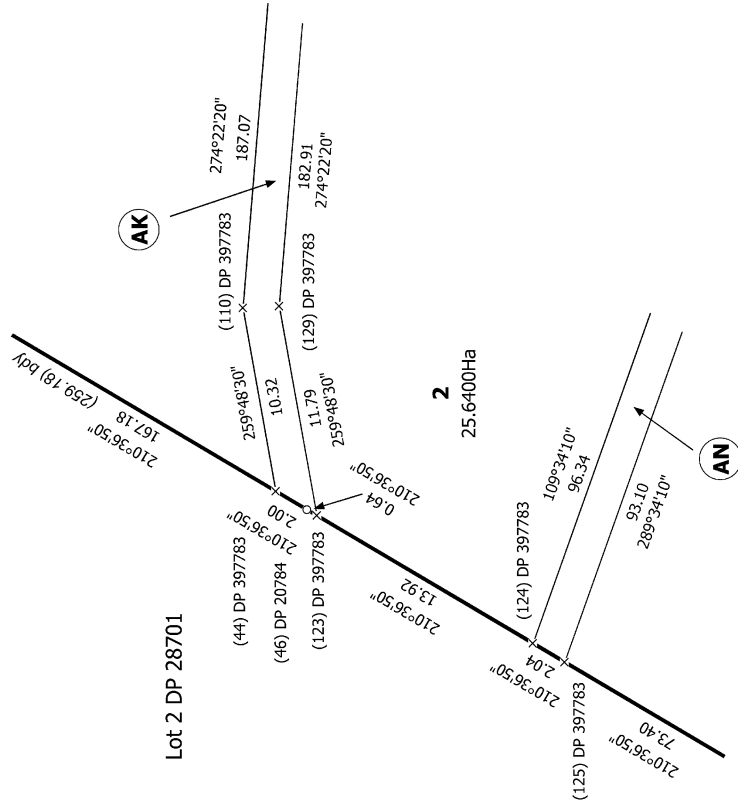 274°22'20"
187.07
AK
182.91
274°22'20"
(110) DP 397783
(129) DP 397783
(259.18) bdy
167.18
210°36'50"
259°48'30"
10.32
11.79
259°48'30"
2
25.6400Ha
210°36'50"
0.64
2.00
210°36'50"
(44) DP 397783
(46) DP 20784
(123) DP 397783
Lot 2 DP 28701
13.92
210°36'50"
109°34'10"
96.34
AN
93.10
289°34'10"
(124) DP 397783
2.04
210°36'50"
(125) DP 397783
73.40
210°36'50"